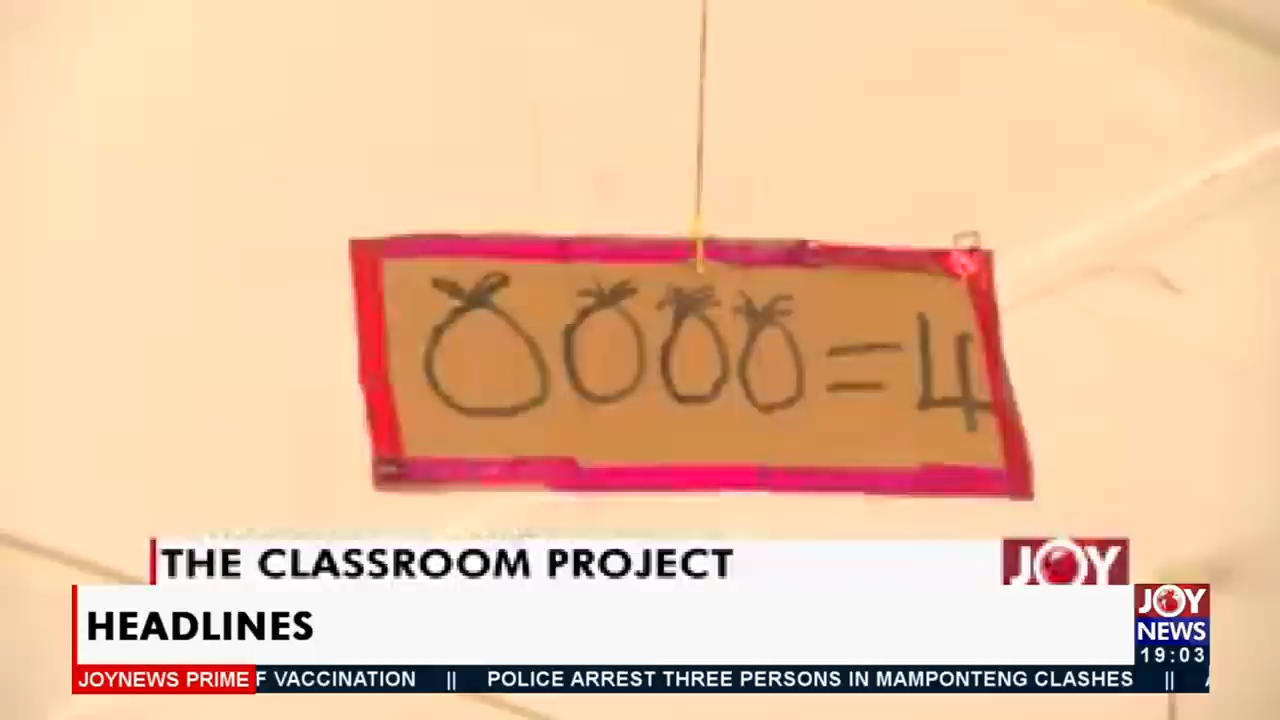 = 4
THE CLASSROOM PROJECT
JOY
HEADLINES
JOY
NEWS
19:03
JOYNEWS PRIME
F VACCINATION || POLICE ARREST THREE PERSONS IN MAMPONTENG CLASHES ||